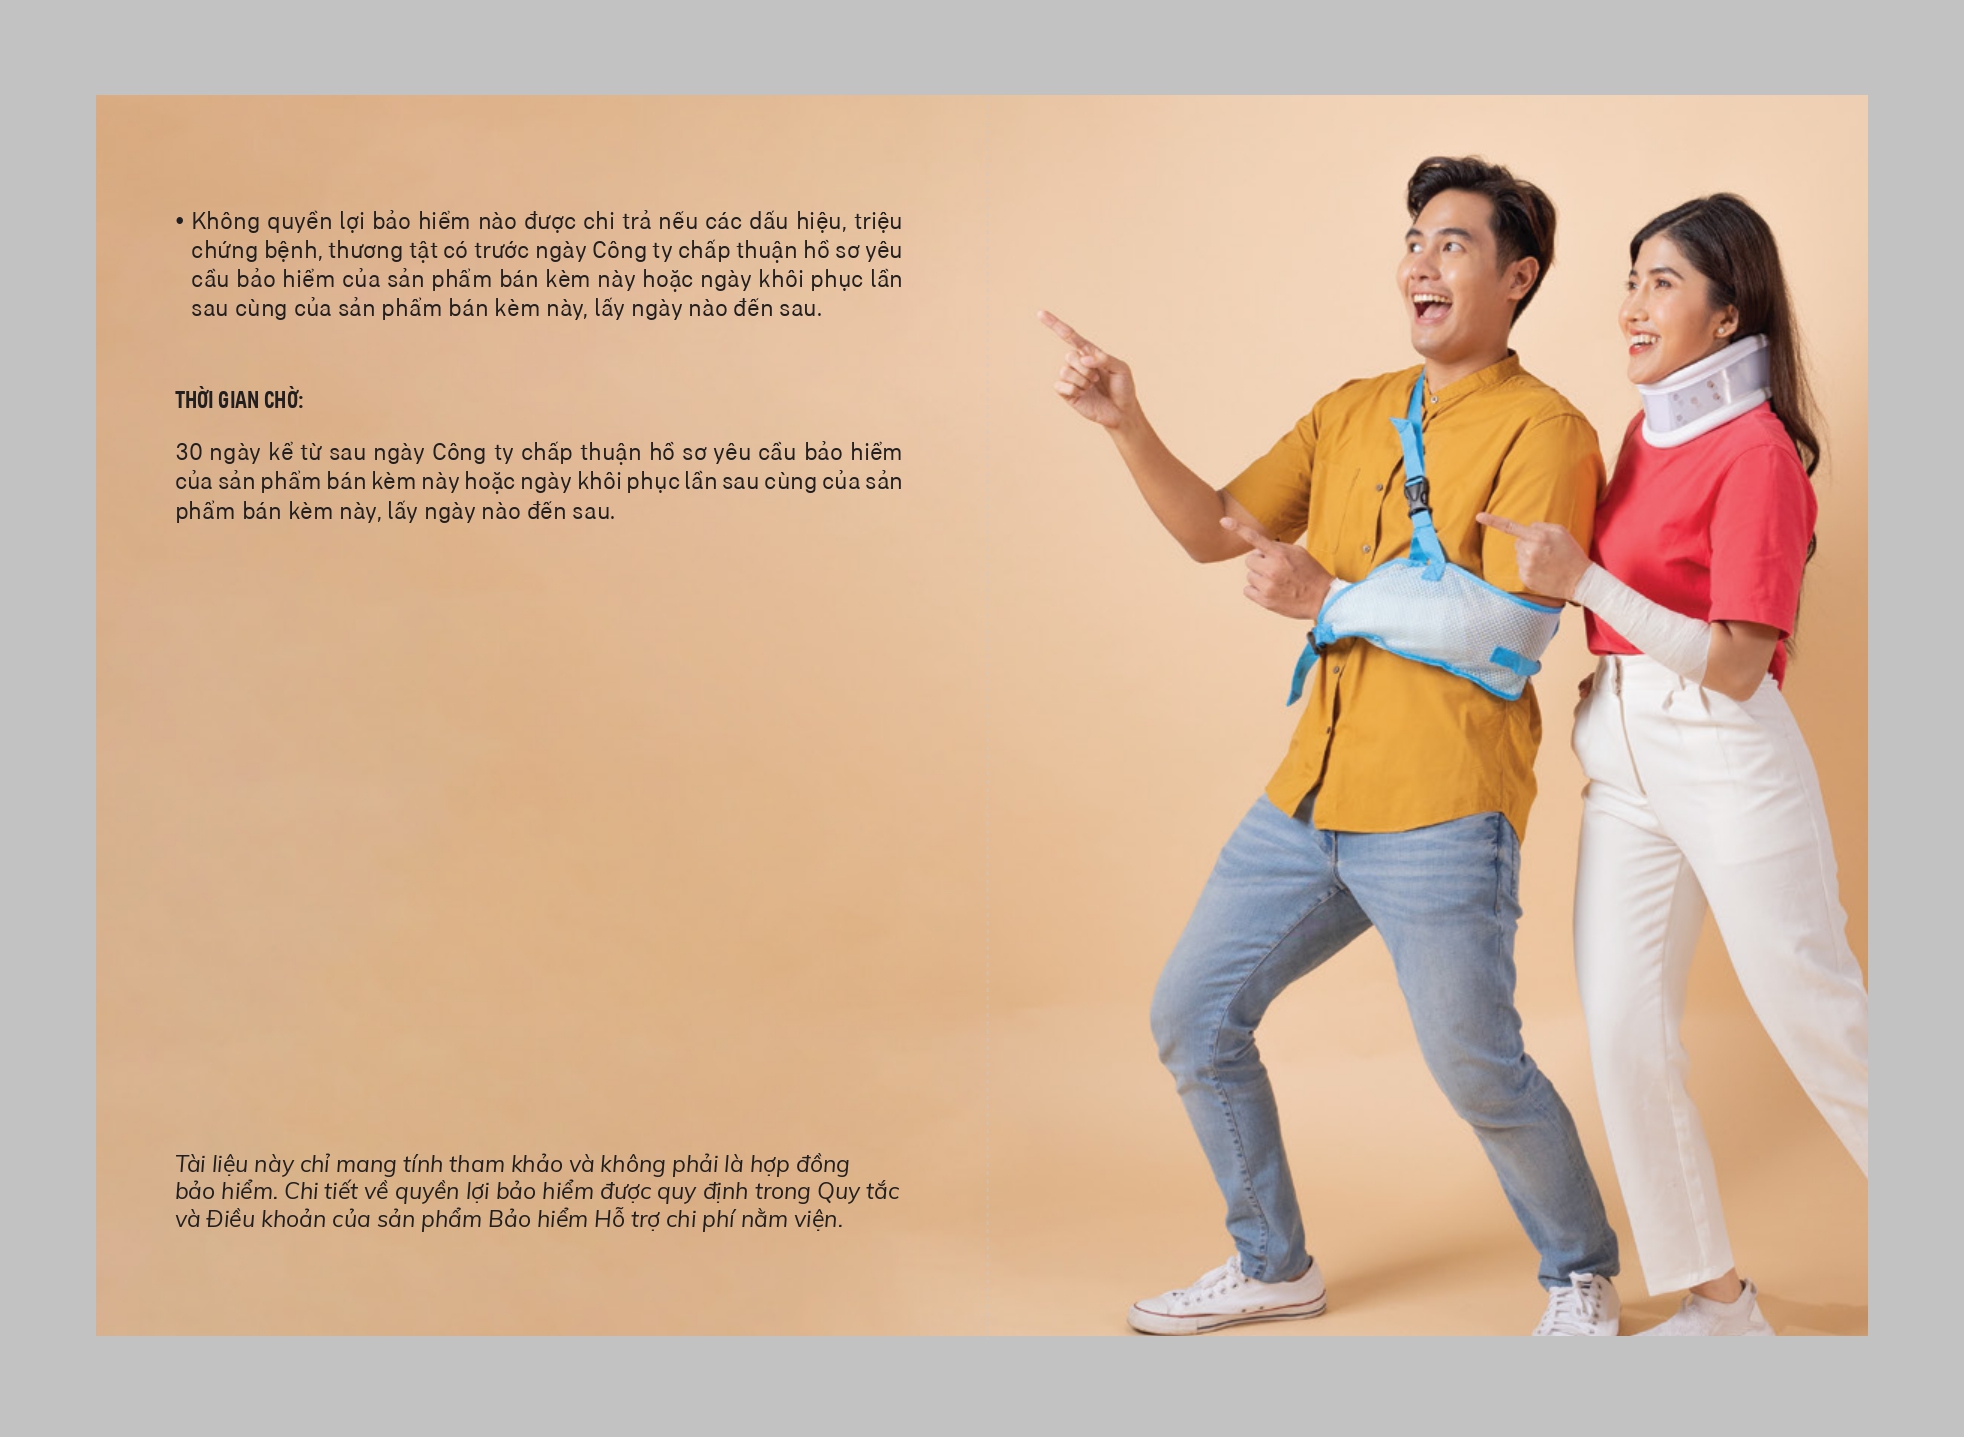 • Không quyền lợi bảo hiểm nào được chi trả nếu các dấu hiệu, triệu
chứng bệnh, thương tật có trước ngày Công ty chấp thuận hồ sơ yêu
cầu bảo hiểm của sản phẩm bán kèm này hoặc ngày khôi phục lần
sau cùng của sản phẩm bán kèm này, lấy ngày nào đến sau.
THỜI GIAN CHỜ:
30 ngày kể từ sau ngày Công ty chấp thuận hồ sơ yêu cầu bảo hiểm
của sản phẩm bán kèm này hoặc ngày khôi phục lần sau cùng của sản
phẩm bán kèm này, lấy ngày nào đến sau.
Tài liệu này chỉ mang tính tham khảo và không phải là hợp đồng
bảo hiểm. Chi tiết về quyền lợi bảo hiểm được quy định trong Quy tắc
và Điều khoản của sản phẩm Bảo hiểm Hỗ trợ chi phí nằm viện.